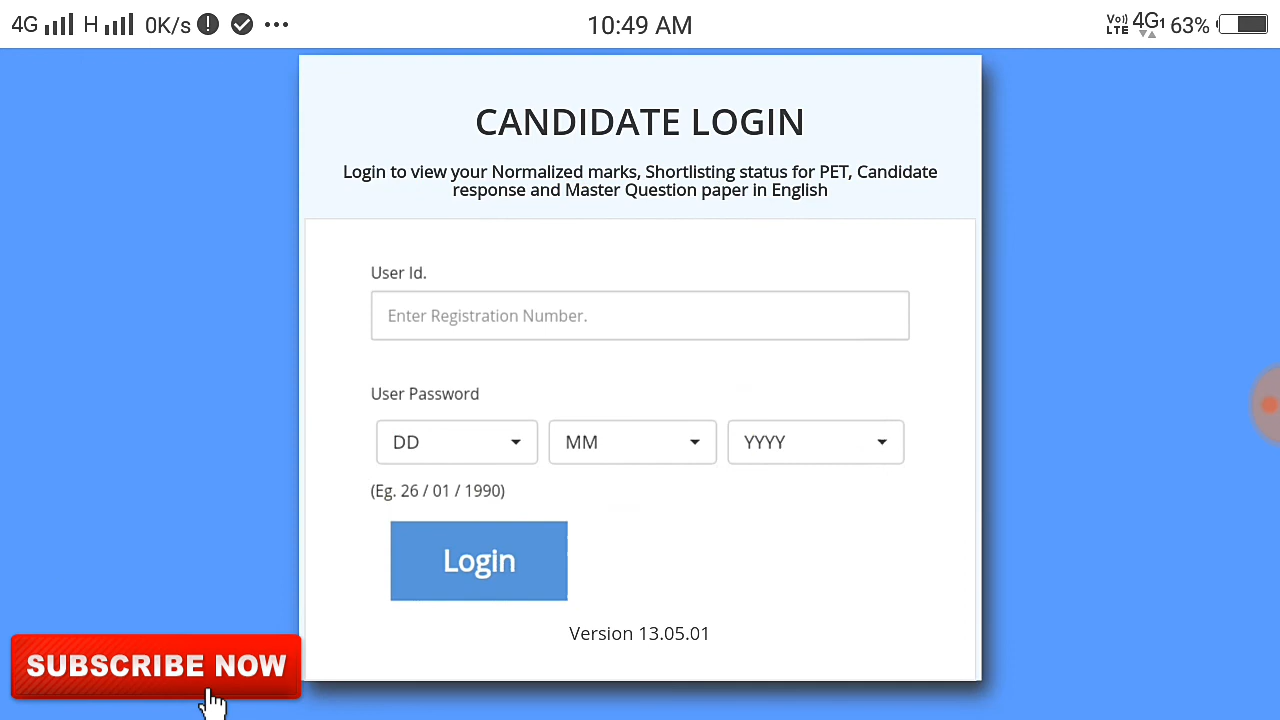 4G H 0K/s 10:49 AM Vo)) LTE 4G1 63%
CANDIDATE LOGIN
Login to view your Normalized marks, Shortlisting status for PET, Candidate
response and Master Question paper in English
User Id.
Enter Registration Number.
User Password
DD MM YYYY
(Eg. 26 / 01 / 1990)
Login
Version 13.05.01
SUBSCRIBE NOW